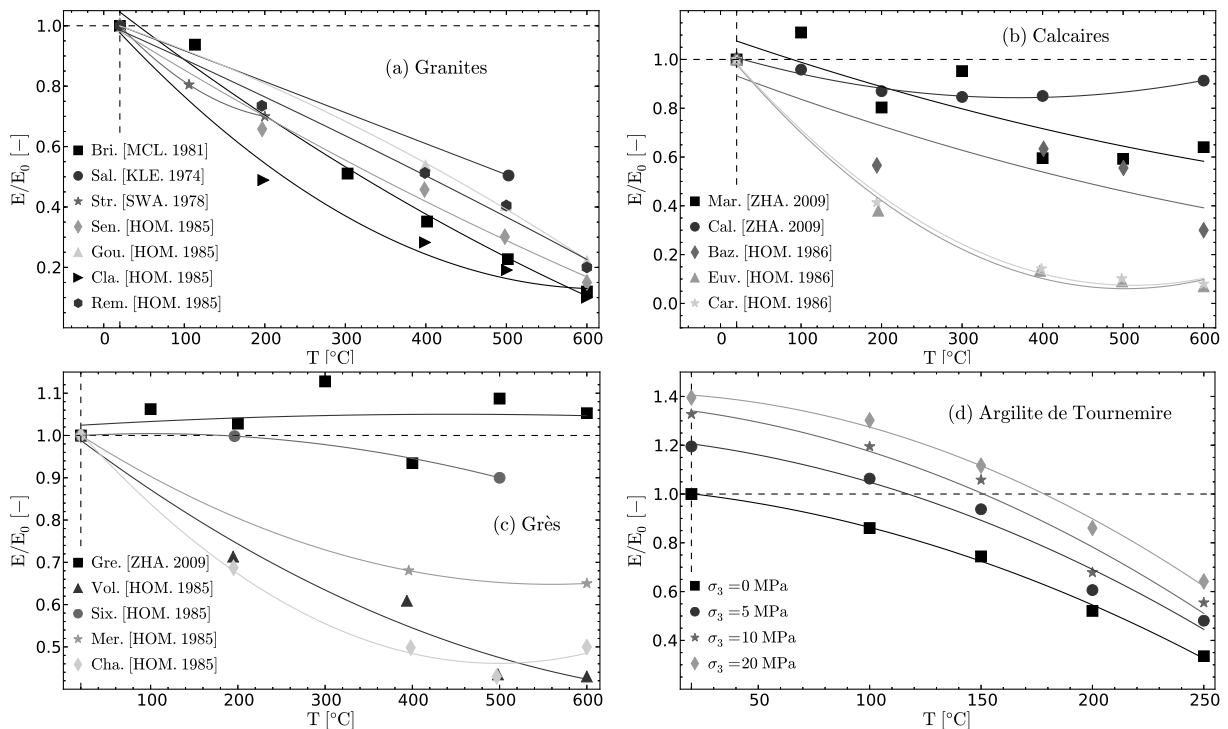 (a) Granites
E/E₀ [−]
1.0
0.8
0.6
0.4
0.2
Bri. [MCL. 1981]
Sal. [KLE. 1974]
Str. [SWA. 1978]
Sen. [HOM. 1985]
Gou. [HOM. 1985]
Cla. [HOM. 1985]
Rem. [HOM. 1985]
0 100 200 300 400 500 600
T [°C]
(b) Calcaires
E/E₀ [−]
1.0
0.8
0.6
0.4
0.2
0.0
Mar. [ZHA. 2009]
Cal. [ZHA. 2009]
Baz. [HOM. 1986]
Euv. [HOM. 1986]
Car. [HOM. 1986]
0 100 200 300 400 500 600
T [°C]
(c) Grès
E/E₀ [−]
1.1
1.0
0.9
0.8
0.7
0.6
0.5
Gre. [ZHA. 2009]
Vol. [HOM. 1985]
Six. [HOM. 1985]
Mer. [HOM. 1985]
Cha. [HOM. 1985]
100 200 300 400 500 600
T [°C]
(d) Argilite de Tournemire
E/E₀ [−]
1.4
1.2
1.0
0.8
0.6
0.4
σ₃ =0 MPa
σ₃ =5 MPa
σ₃ =10 MPa
σ₃ =20 MPa
50 100 150 200 250
T [°C]